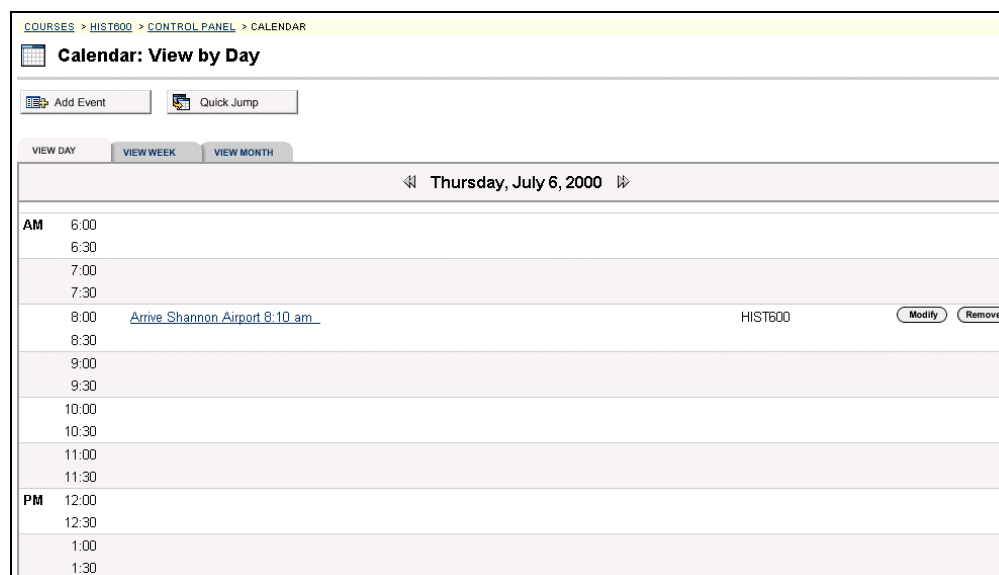 COURSES > HIST600 > CONTROL PANEL > CALENDAR
Calendar: View by Day
Add Event Quick Jump
VIEW DAY VIEW WEEK VIEW MONTH
Thursday, July 6, 2000
AM 6:00
6:30
7:00
7:30
8:00 Arrive Shannon Airport 8:10 am HIST600 Modify Remove
8:30
9:00
9:30
10:00
10:30
11:00
11:30
PM 12:00
12:30
1:00
1:30